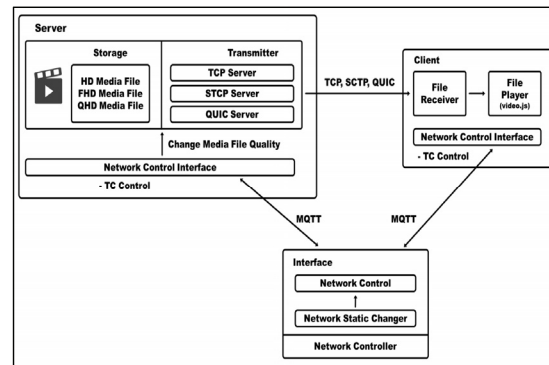 Server
Storage
HD Media File
FHD Media File
QHD Media File
Transmitter
TCP Server
STCP Server
QUIC Server
Change Media File Quality
Network Control Interface
- TC Control
TCP, SCTP, QUIC
Client
File
Receiver
File
Player
(video.js)
Network Control Interface
- TC Control
MQTT
MQTT
Interface
Network Control
Network Static Changer
Network Controller